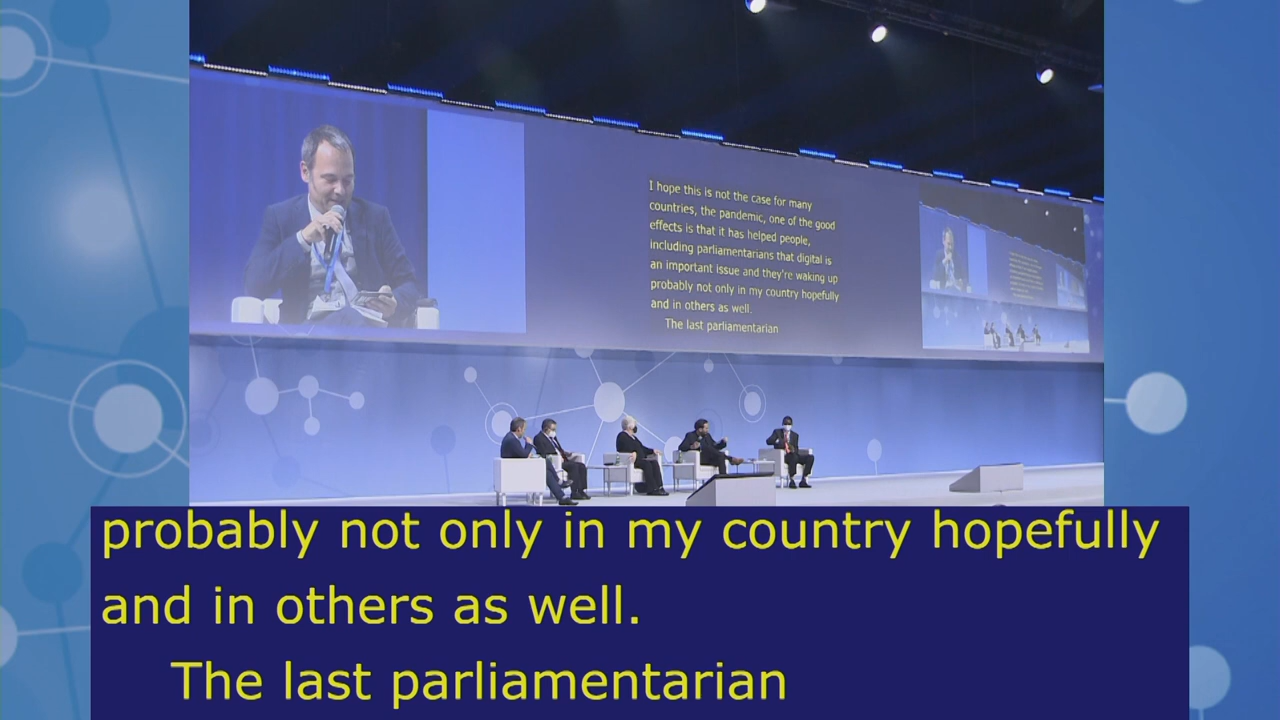 I hope this is not the case for many
countries, the pandemic, one of the good
effects is that it has helped people,
including parliamentarians that digital is
an important issue and they're waking up
probably not only in my country hopefully
and in others as well.
The last parliamentarian
probably not only in my country hopefully
and in others as well.
The last parliamentarian